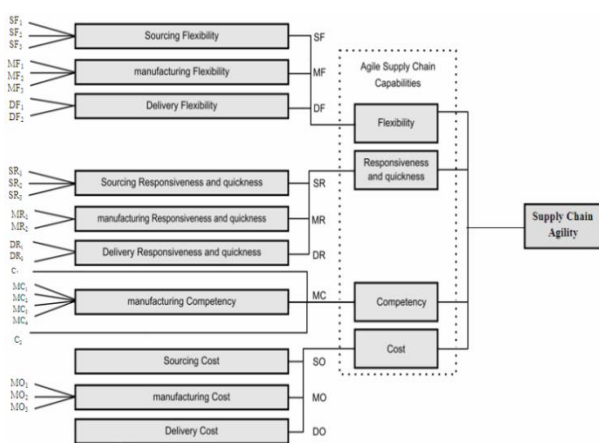 SF₁
SF₂
SF₃
Sourcing Flexibility
SF
MF₁
MF₂
MF₃
manufacturing Flexibility
MF
DF₁
DF₂
Delivery Flexibility
DF
Agile Supply Chain
Capabilities
Flexibility
Responsiveness
and quickness
SR₁
SR₂
SR₃
Sourcing Responsiveness and quickness
SR
MR₁
MR₂
manufacturing Responsiveness and quickness
MR
DR₁
Delivery Responsiveness and quickness
DR
Supply Chain
Agility
MC₁
MC₂
MC₃
MC₄
manufacturing Competency
MC
Competency
C₂
Cost
Sourcing Cost
SO
MO₁
MO₂
MO₃
manufacturing Cost
MO
Delivery Cost
DO